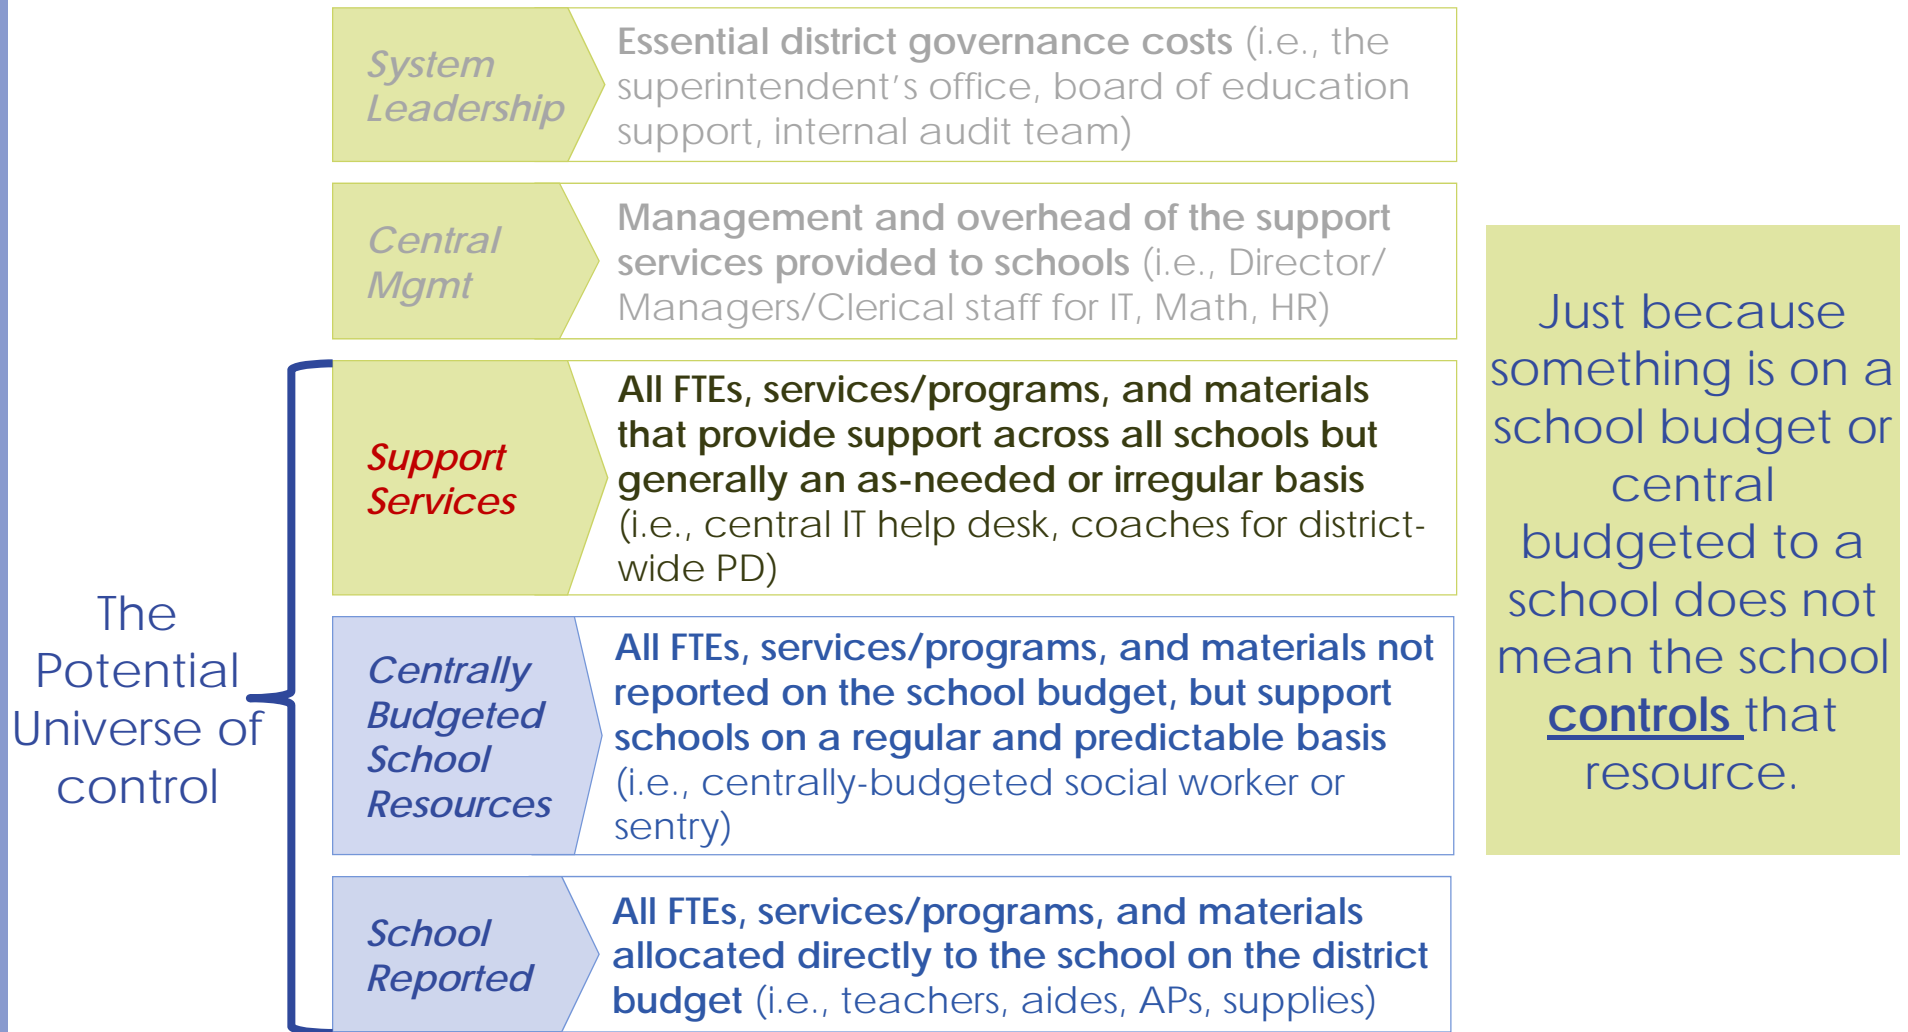 System
Leadership
Essential district governance costs (i.e., the
superintendent’s office, board of education
support, internal audit team)
Central
Mgmt
Management and overhead of the support
services provided to schools (i.e., Director/
Managers/Clerical staff for IT, Math, HR)
Support
Services
All FTEs, services/programs, and materials
that provide support across all schools but
generally an as-needed or irregular basis
(i.e., central IT help desk, coaches for district-
wide PD)
The
Potential
Universe of
control
Centrally
Budgeted
School
Resources
All FTEs, services/programs, and materials not
reported on the school budget, but support
schools on a regular and predictable basis
(i.e., centrally-budgeted social worker or
sentry)
School
Reported
All FTEs, services/programs, and materials
allocated directly to the school on the district
budget (i.e., teachers, aides, APs, supplies)
Just because
something is on a
school budget or
central
budgeted to a
school does not
mean the school
controls that
resource.